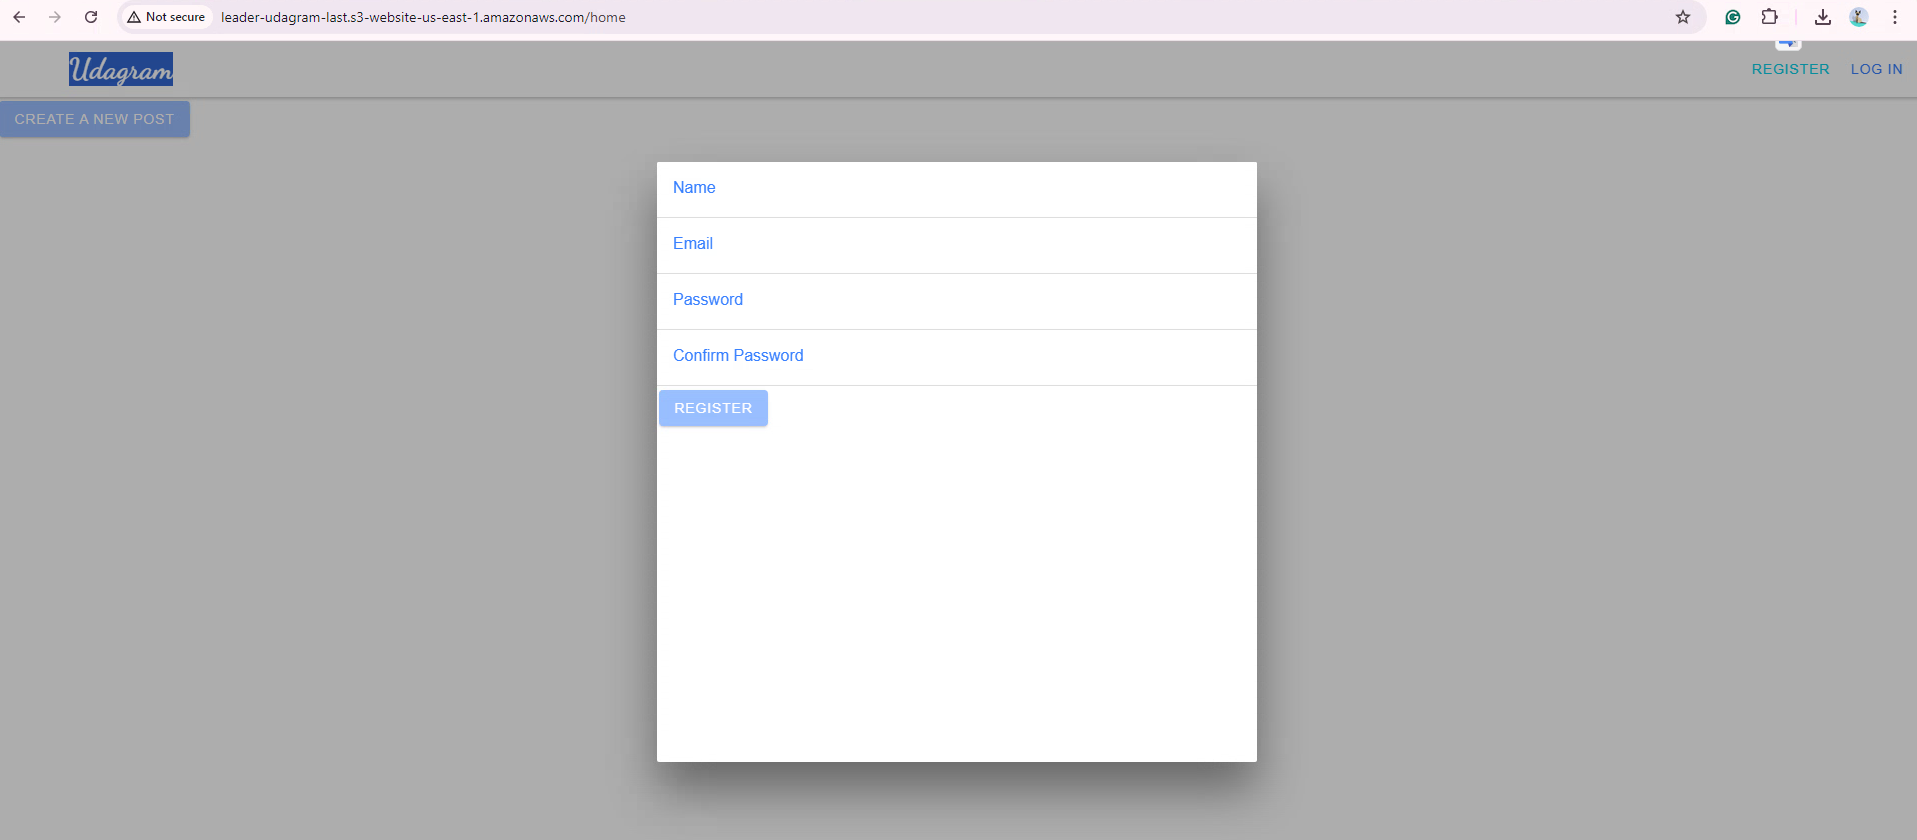 Not secure
leader-udagram-last.s3-website-us-east-1.amazonaws.com/home
Udagram
REGISTER
LOG IN
CREATE A NEW POST
Name
Email
Password
Confirm Password
REGISTER